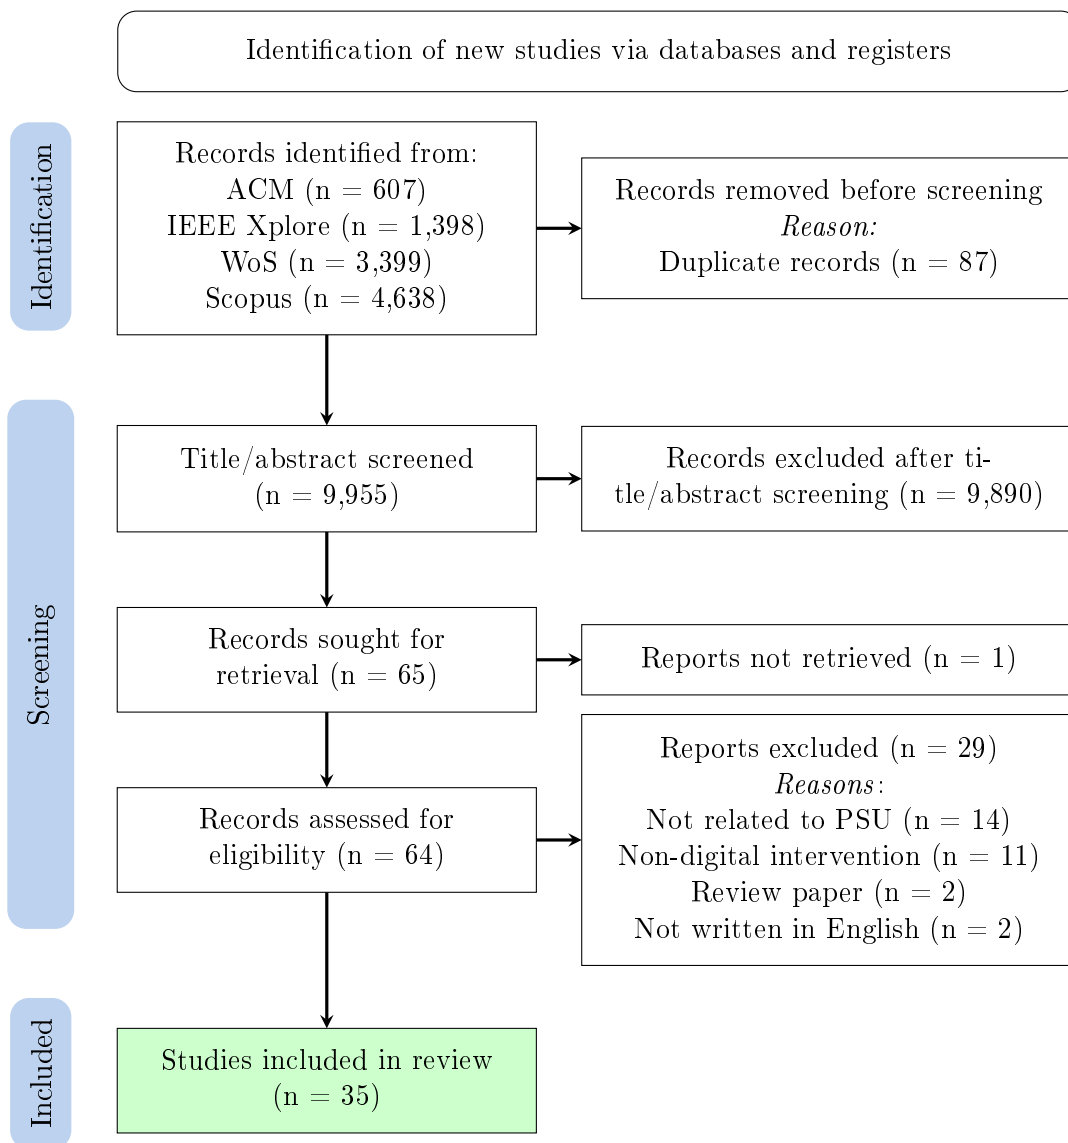 Identification of new studies via databases and registers
Identification
Records identified from:
ACM (n = 607)
IEEE Xplore (n = 1,398)
WoS (n = 3,399)
Scopus (n = 4,638)
Records removed before screening
Reason:
Duplicate records (n = 87)
Screening
Title/abstract screened
(n = 9,955)
Records excluded after ti-
tle/abstract screening (n = 9,890)
Records sought for
retrieval (n = 65)
Reports not retrieved (n = 1)
Records assessed for
eligibility (n = 64)
Reports excluded (n = 29)
Reasons:
Not related to PSU (n = 14)
Non-digital intervention (n = 11)
Review paper (n = 2)
Not written in English (n = 2)
Included
Studies included in review
(n = 35)